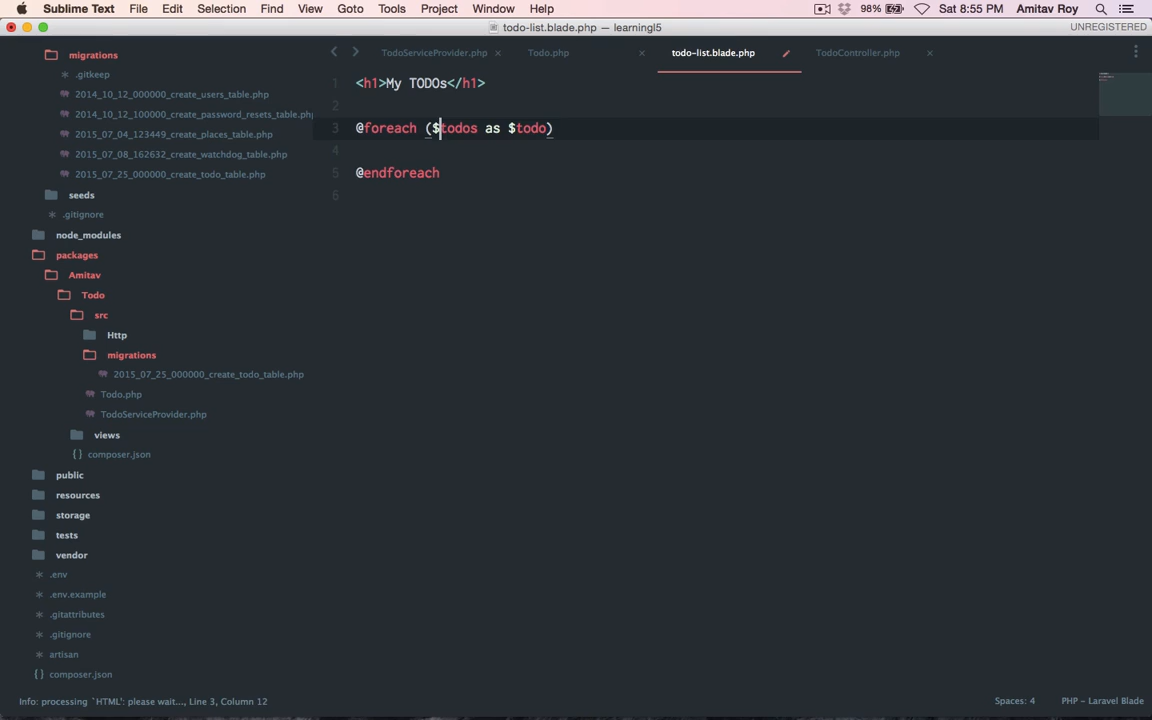 Sublime Text File Edit Selection Find View Goto Tools Project Window Help 98% Sat 8:55 PM Amitav Roy
todo-list.blade.php — learningl5 UNREGISTERED
TodoServiceProvider.php Todo.php todo-list.blade.php TodoController.php
migrations
.gitkeep
2014_10_12_000000_create_users_table.php
2014_10_12_100000_create_password_resets_table.php
2015_07_04_123449_create_places_table.php
2015_07_08_162632_create_watchdog_table.php
2015_07_25_000000_create_todo_table.php
seeds
.gitignore
node_modules
packages
Amitav
Todo
src
Http
migrations
2015_07_25_000000_create_todo_table.php
Todo.php
TodoServiceProvider.php
views
{ } composer.json
public
resources
storage
tests
vendor
.env
.env.example
.gitattributes
.gitignore
artisan
{ } composer.json
1 <h1>My TODOs</h1>
2
3 @foreach ($todos as $todo)
4
5 @endforeach
6
Info: processing `HTML': please wait..., Line 3, Column 12 Spaces: 4 PHP - Laravel Blade